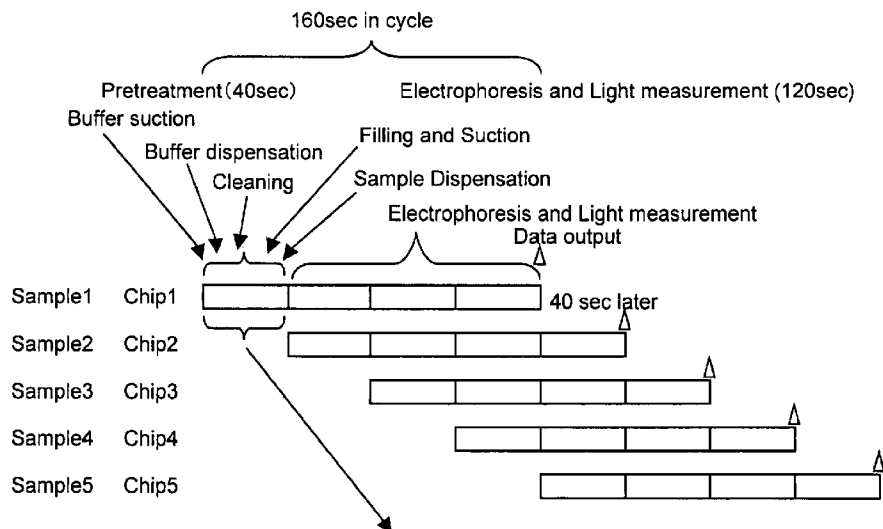 160sec in cycle
Pretreatment(40sec)
Electrophoresis and Light measurement (120sec)
Buffer suction
Filling and Suction
Buffer dispensation
Cleaning
Sample Dispensation
Electrophoresis and Light measurement
Data output
Sample1 Chip1
40 sec later
Sample2 Chip2
Sample3 Chip3
Sample4 Chip4
Sample5 Chip5